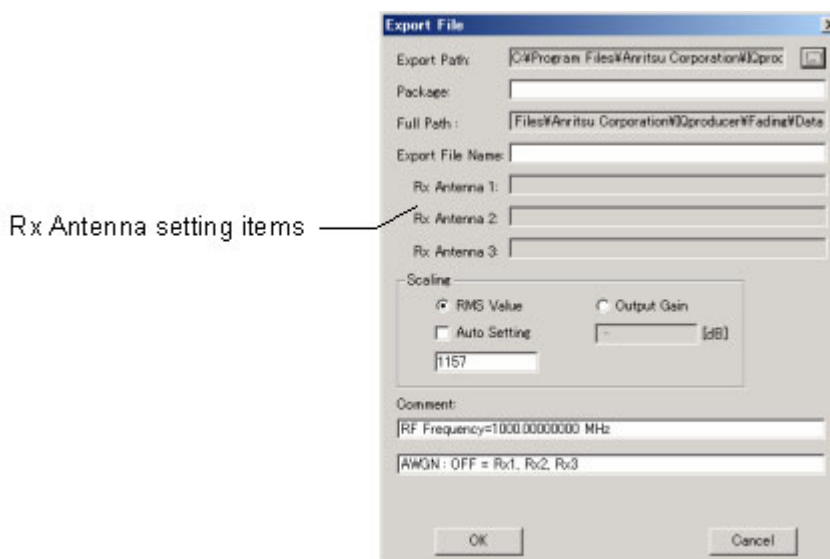 Export File
Export Path: C:¥Program Files¥Anritsu Corporation¥IQproc
Package:
Full Path : Files¥Anritsu Corporation¥IQproducer¥Fading¥Data
Export File Name:
Rx Antenna 1:
Rx Antenna setting items
Rx Antenna 2:
Rx Antenna 3:
Scaling
RMS Value Output Gain
Auto Setting - [dB]
1157
Comment:
RF Frequency=1000.00000000 MHz
AWGN : OFF = Rx1, Rx2, Rx3
OK Cancel